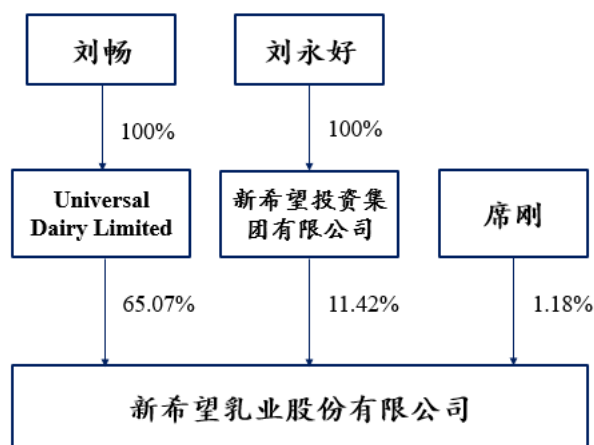 刘畅
刘永好
100%
100%
Universal
Dairy Limited
新希望投资集
团有限公司
席刚
65.07%
11.42%
1.18%
新希望乳业股份有限公司